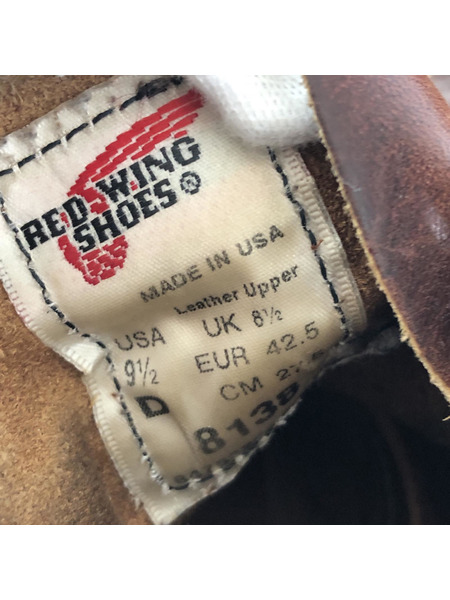 RED WING
SHOES®
MADE IN USA
Leather Upper
USA UK 8½
9½ EUR 42.5
D CM
8138